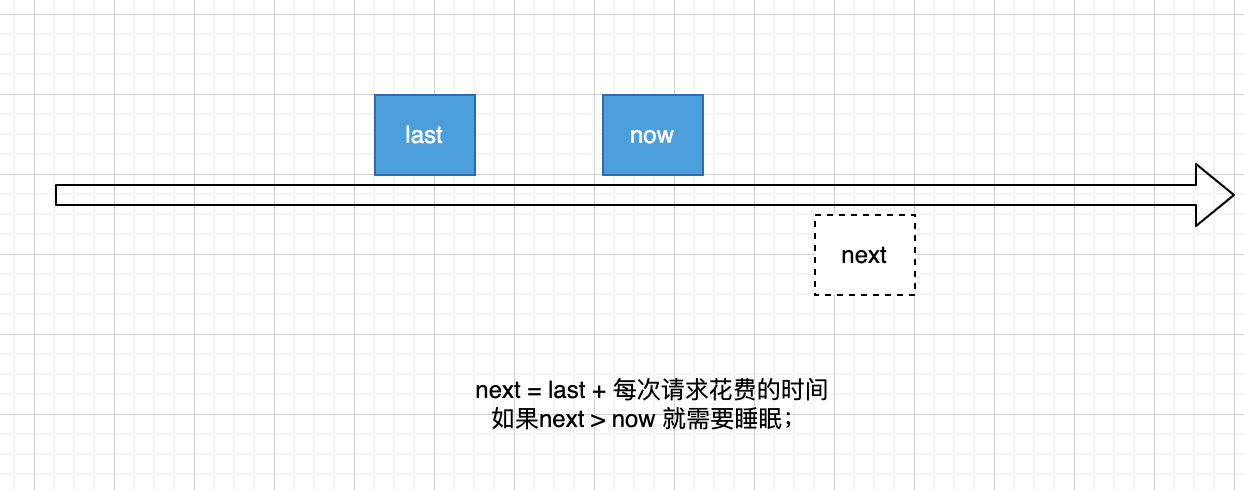 last
now
next
next = last + 每次请求花费的时间
如果next > now 就需要睡眠；